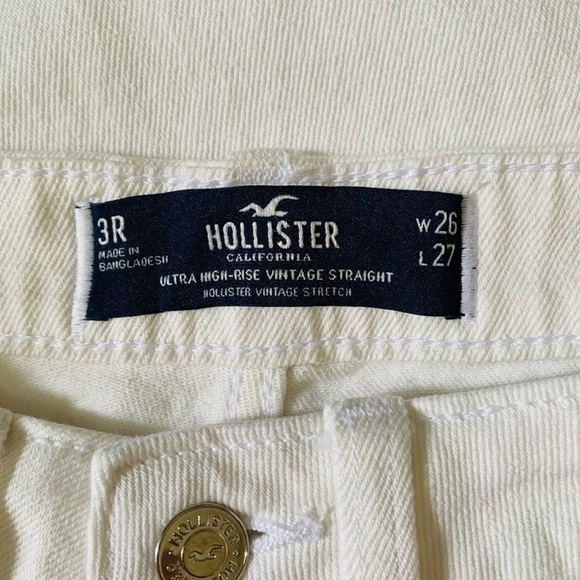 3R
MADE IN
BANGLADESH
HOLLISTER
CALIFORNIA
ULTRA HIGH-RISE VINTAGE STRAIGHT
HOLLISTER VINTAGE STRETCH
W 26
L 27
HOLLISTER